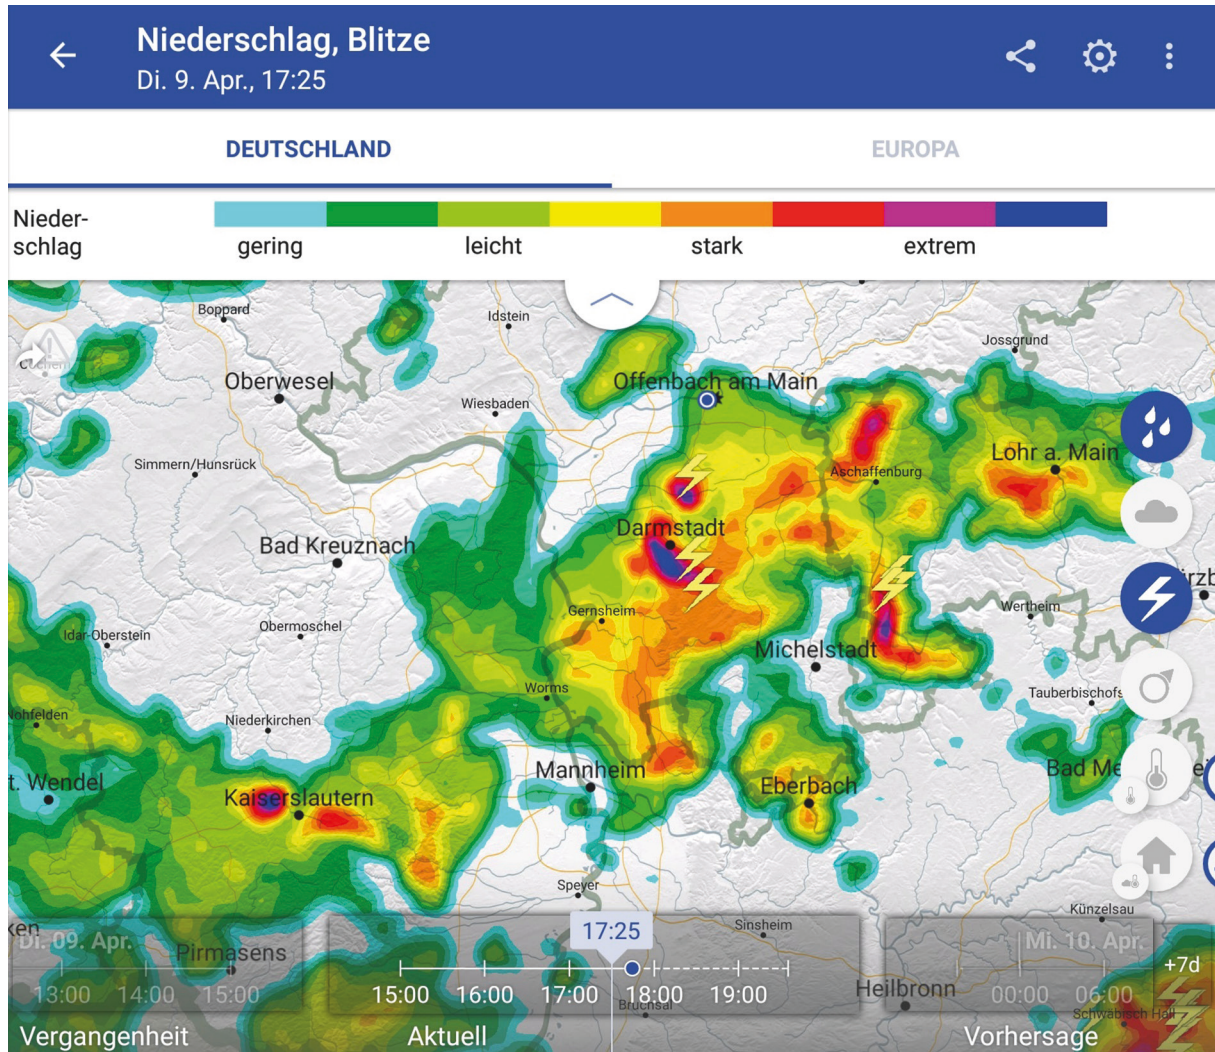 Niederschlag, Blitze
Di. 9. Apr., 17:25
DEUTSCHLAND
EUROPA
Nieder-
schlag
gering
leicht
stark
extrem
Boppard
Idstein
Jossgrund
Cochem
Oberwesel
Offenbach am Main
Wiesbaden
Simmern/Hunsrück
Aschaffenburg
Lohr a. Main
Darmstadt
Bad Kreuznach
rzb
Gernsheim
Wertheim
Idar-Oberstein
Obermoschel
Michelstadt
Worms
Tauberbischofs
Nohfelden
Niederkirchen
Mannheim
Bad Me
t. Wendel
Kaiserslautern
Eberbach
Speyer
Künzelsau
17:25
Sinsheim
ken
Di. 09. Apr.
Pirmasens
Mi. 10. Apr.
+7d
13:00
14:00
15:00
15:00
16:00
17:00
18:00
19:00
Heilbronn
00:00
06:00
Bruchsal
Schwäbisch Hall
Vergangenheit
Aktuell
Vorhersage